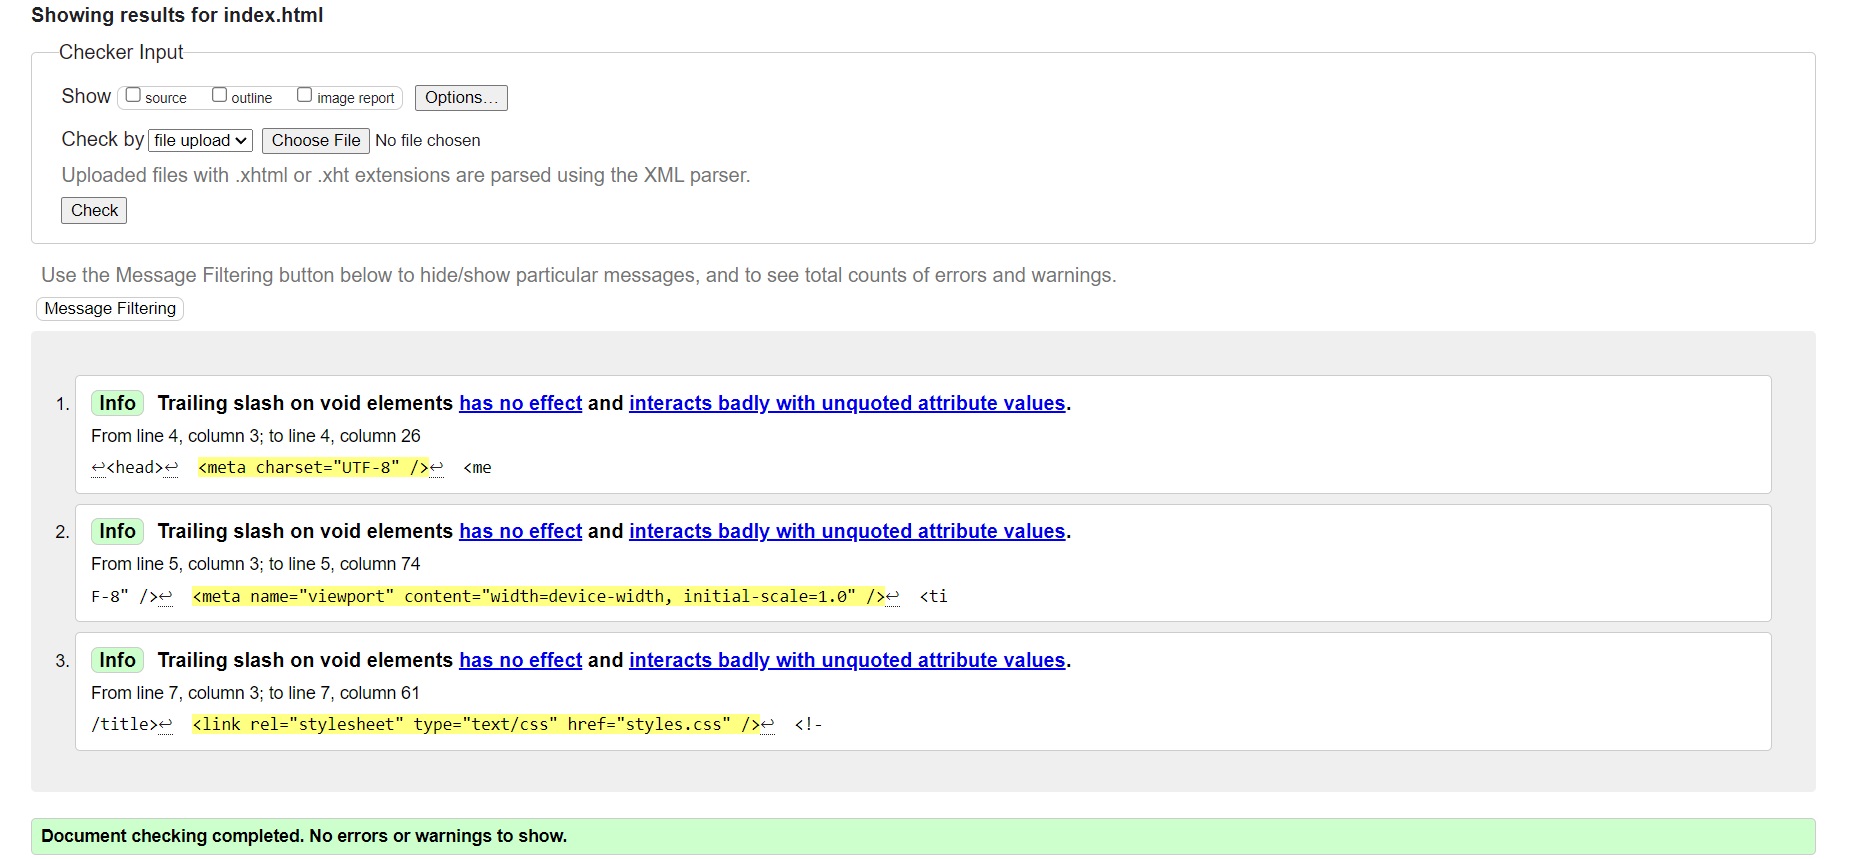 Showing results for index.html
Checker Input
Show source outline image report Options...
Check by file upload Choose File No file chosen
Uploaded files with .xhtml or .xht extensions are parsed using the XML parser.
Check
Use the Message Filtering button below to hide/show particular messages, and to see total counts of errors and warnings.
Message Filtering
1. Info Trailing slash on void elements has no effect and interacts badly with unquoted attribute values.
From line 4, column 3; to line 4, column 26
↩<head>↩  <meta charset="UTF-8" />↩  <me
2. Info Trailing slash on void elements has no effect and interacts badly with unquoted attribute values.
From line 5, column 3; to line 5, column 74
F-8" />↩  <meta name="viewport" content="width=device-width, initial-scale=1.0" />↩  <ti
3. Info Trailing slash on void elements has no effect and interacts badly with unquoted attribute values.
From line 7, column 3; to line 7, column 61
/title>↩  <link rel="stylesheet" type="text/css" href="styles.css" />↩  <!-
Document checking completed. No errors or warnings to show.